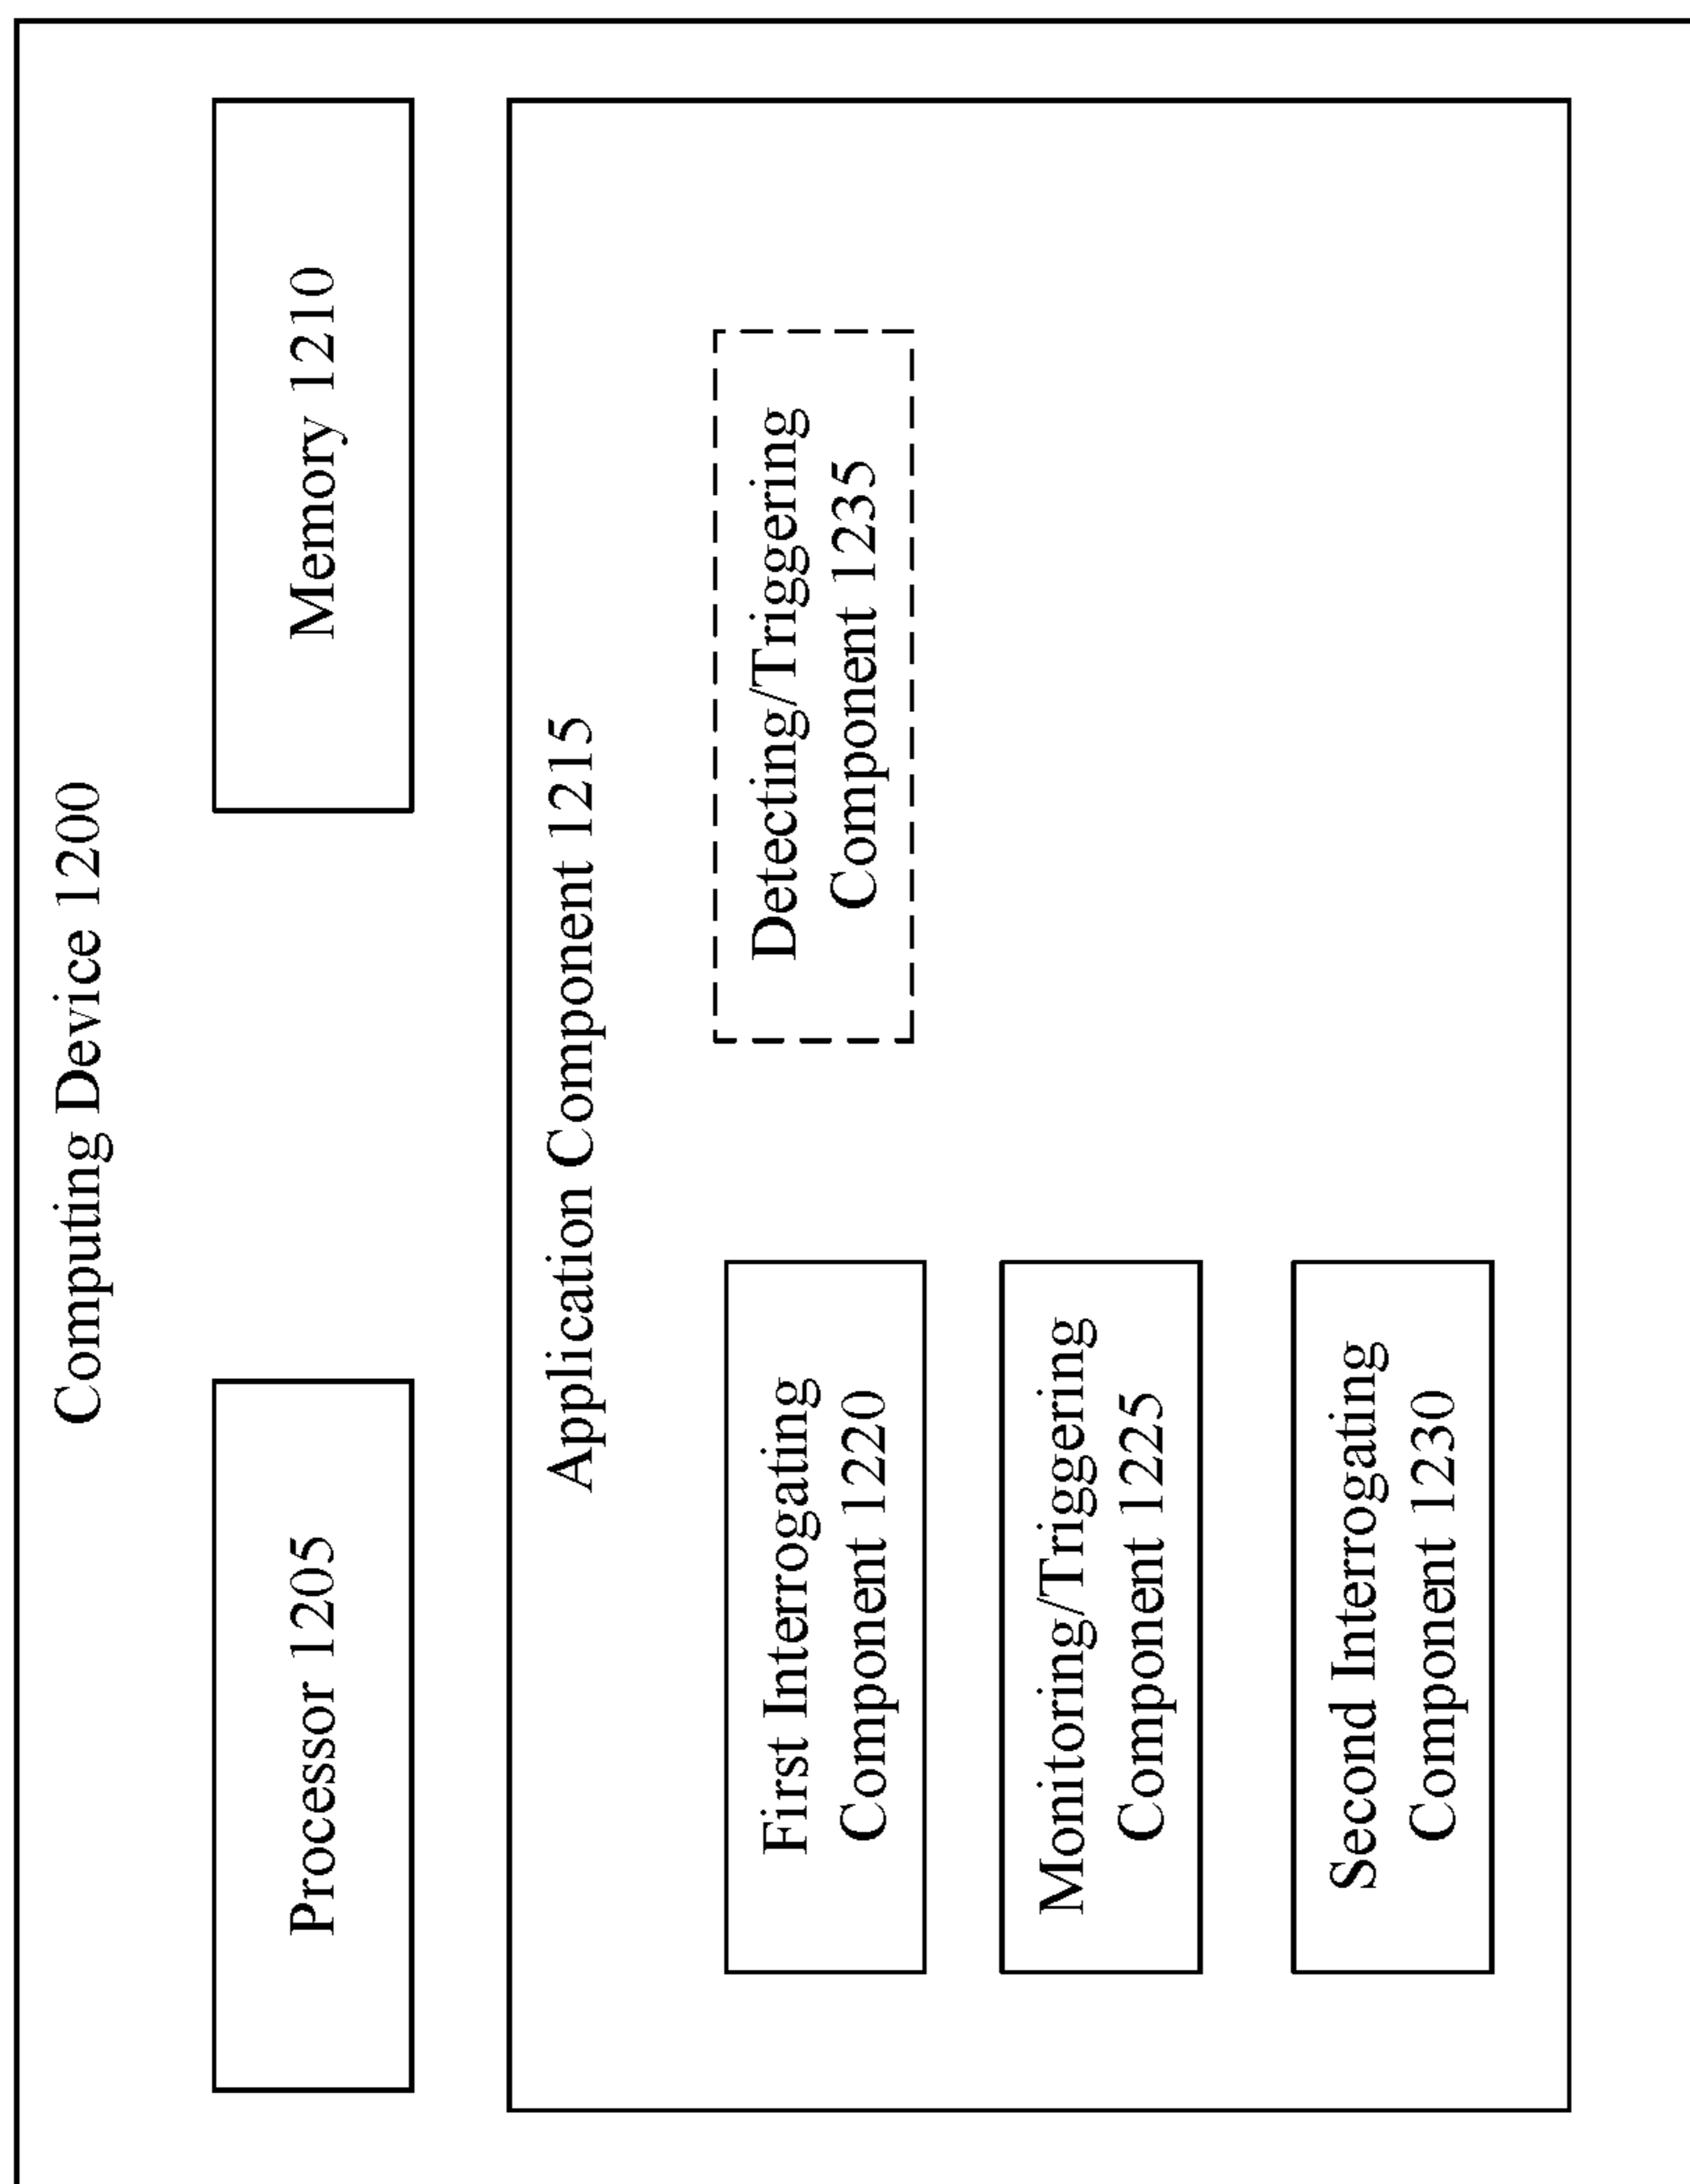 Computing Device 1200
Processor 1205
Memory 1210
Application Component 1215
First Interrogating
Component 1220
Detecting/Triggering
Component 1235
Monitoring/Triggering
Component 1225
Second Interrogating
Component 1230